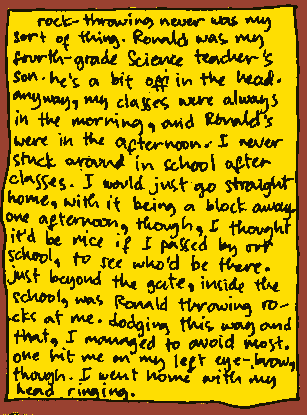 rock-throwing never was my
sort of thing. Ronald was my
fourth-grade Science teacher's
son. he's a bit off in the head.
anyway, my classes were always
in the morning, and Ronald's
were in the afternoon. I never
stuck around in school after
classes. I would just go straight
home, with it being a block away
one afternoon, though, I thought
it'd be nice if I passed by our
school, to see who'd be there.
just beyond the gate, inside the
school, was Ronald throwing ro-
cks at me. dodging this way and
that, I managed to avoid most.
one hit me on my left eye-brow,
though. I went home with my
head ringing.